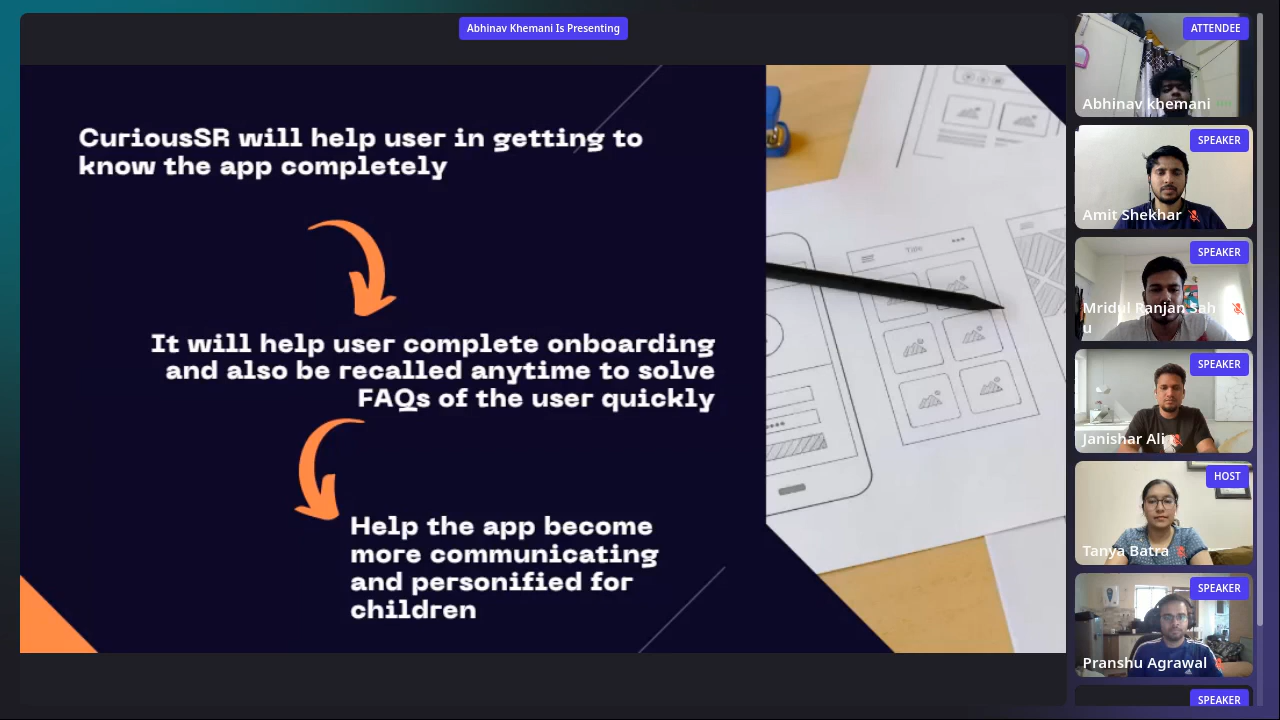 Abhinav Khemani Is Presenting
CuriousSR will help user in getting to
know the app completely
It will help user complete onboarding
and also be recalled anytime to solve
FAQs of the user quickly
Help the app become
more communicating
and personified for
children
Title
ATTENDEE
Abhinav khemani
SPEAKER
Amit Shekhar
SPEAKER
Mridul Ranjan Sah
u
SPEAKER
Janishar Ali
HOST
Tanya Batra
SPEAKER
Pranshu Agrawal
SPEAKER